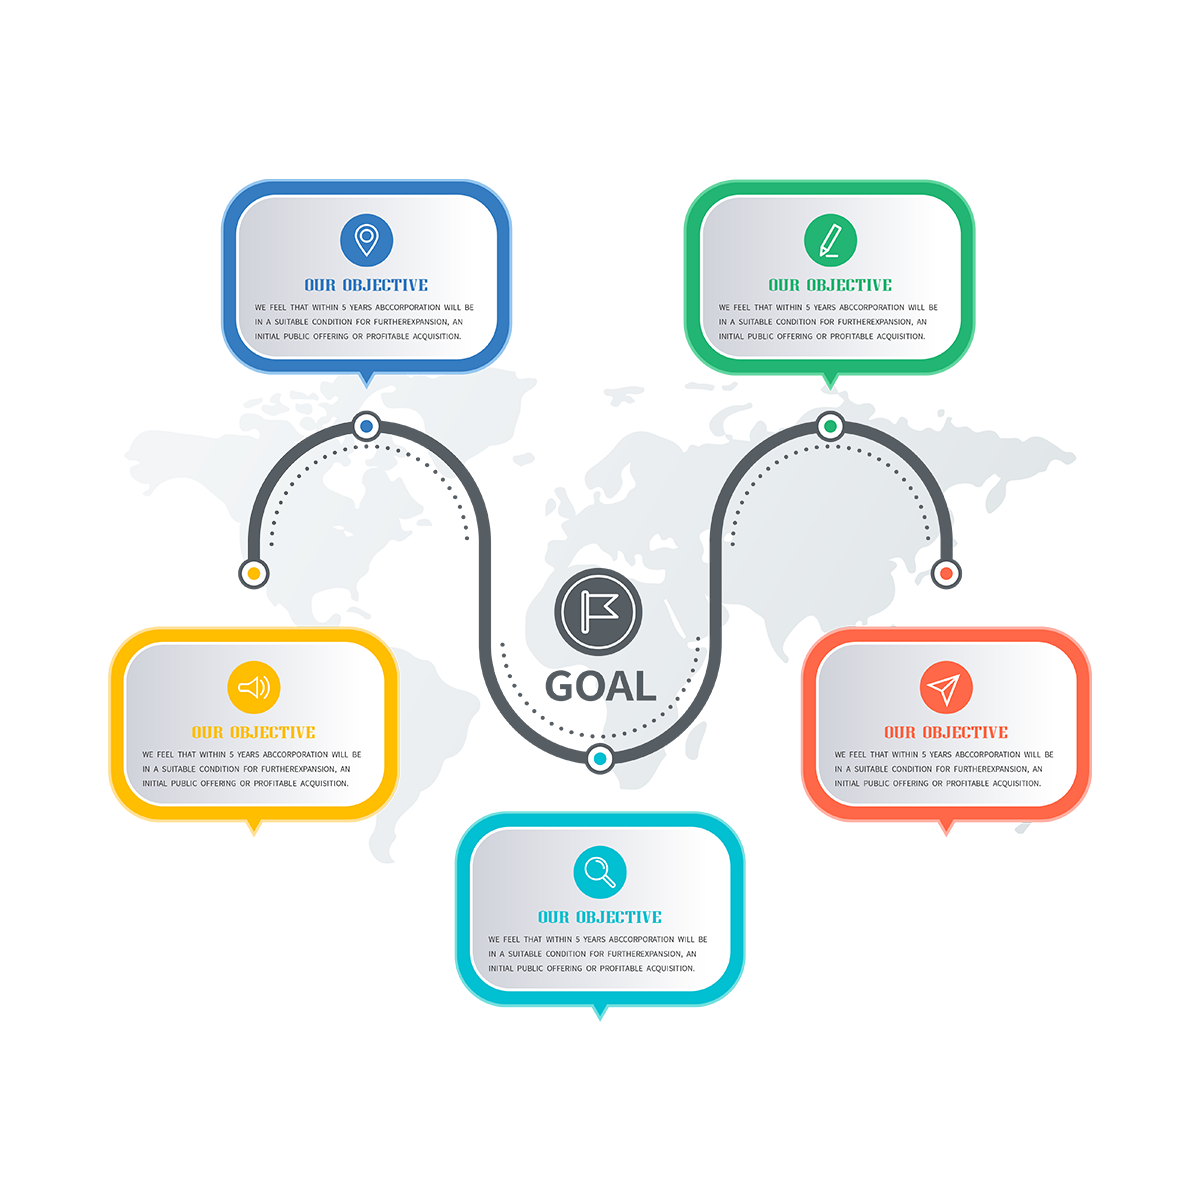 OUR OBJECTIVE
WE FEEL THAT WITHIN 5 YEARS ABCCORPORATION WILL BE
IN A SUITABLE CONDITION FOR FURTHEREXPANSION, AN
INITIAL PUBLIC OFFERING OR PROFITABLE ACQUISITION.
OUR OBJECTIVE
WE FEEL THAT WITHIN 5 YEARS ABCCORPORATION WILL BE
IN A SUITABLE CONDITION FOR FURTHEREXPANSION, AN
INITIAL PUBLIC OFFERING OR PROFITABLE ACQUISITION.
GOAL
OUR OBJECTIVE
WE FEEL THAT WITHIN 5 YEARS ABCCORPORATION WILL BE
IN A SUITABLE CONDITION FOR FURTHEREXPANSION, AN
INITIAL PUBLIC OFFERING OR PROFITABLE ACQUISITION.
OUR OBJECTIVE
WE FEEL THAT WITHIN 5 YEARS ABCCORPORATION WILL BE
IN A SUITABLE CONDITION FOR FURTHEREXPANSION, AN
INITIAL PUBLIC OFFERING OR PROFITABLE ACQUISITION.
OUR OBJECTIVE
WE FEEL THAT WITHIN 5 YEARS ABCCORPORATION WILL BE
IN A SUITABLE CONDITION FOR FURTHEREXPANSION, AN
INITIAL PUBLIC OFFERING OR PROFITABLE ACQUISITION.